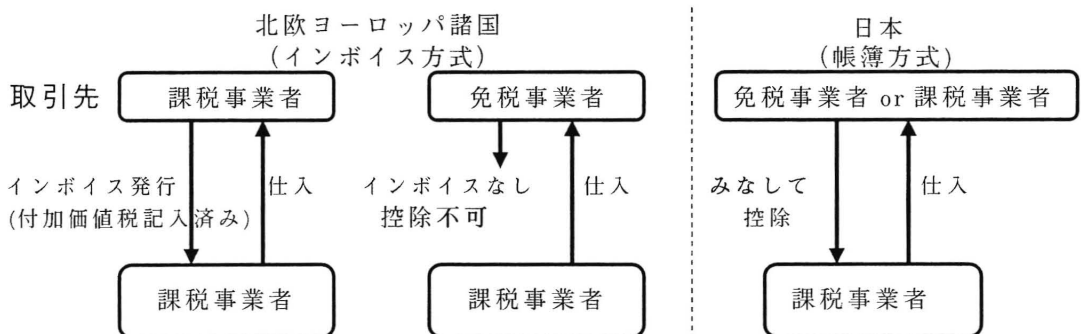 北欧ヨーロッパ諸国
(インボイス方式)
日本
(帳簿方式)
取引先
課税事業者
免税事業者
免税事業者 or 課税事業者
インボイス発行
(付加価値税記入済み)
仕入
インボイスなし
控除不可
仕入
みなして
控除
仕入
課税事業者
課税事業者
課税事業者